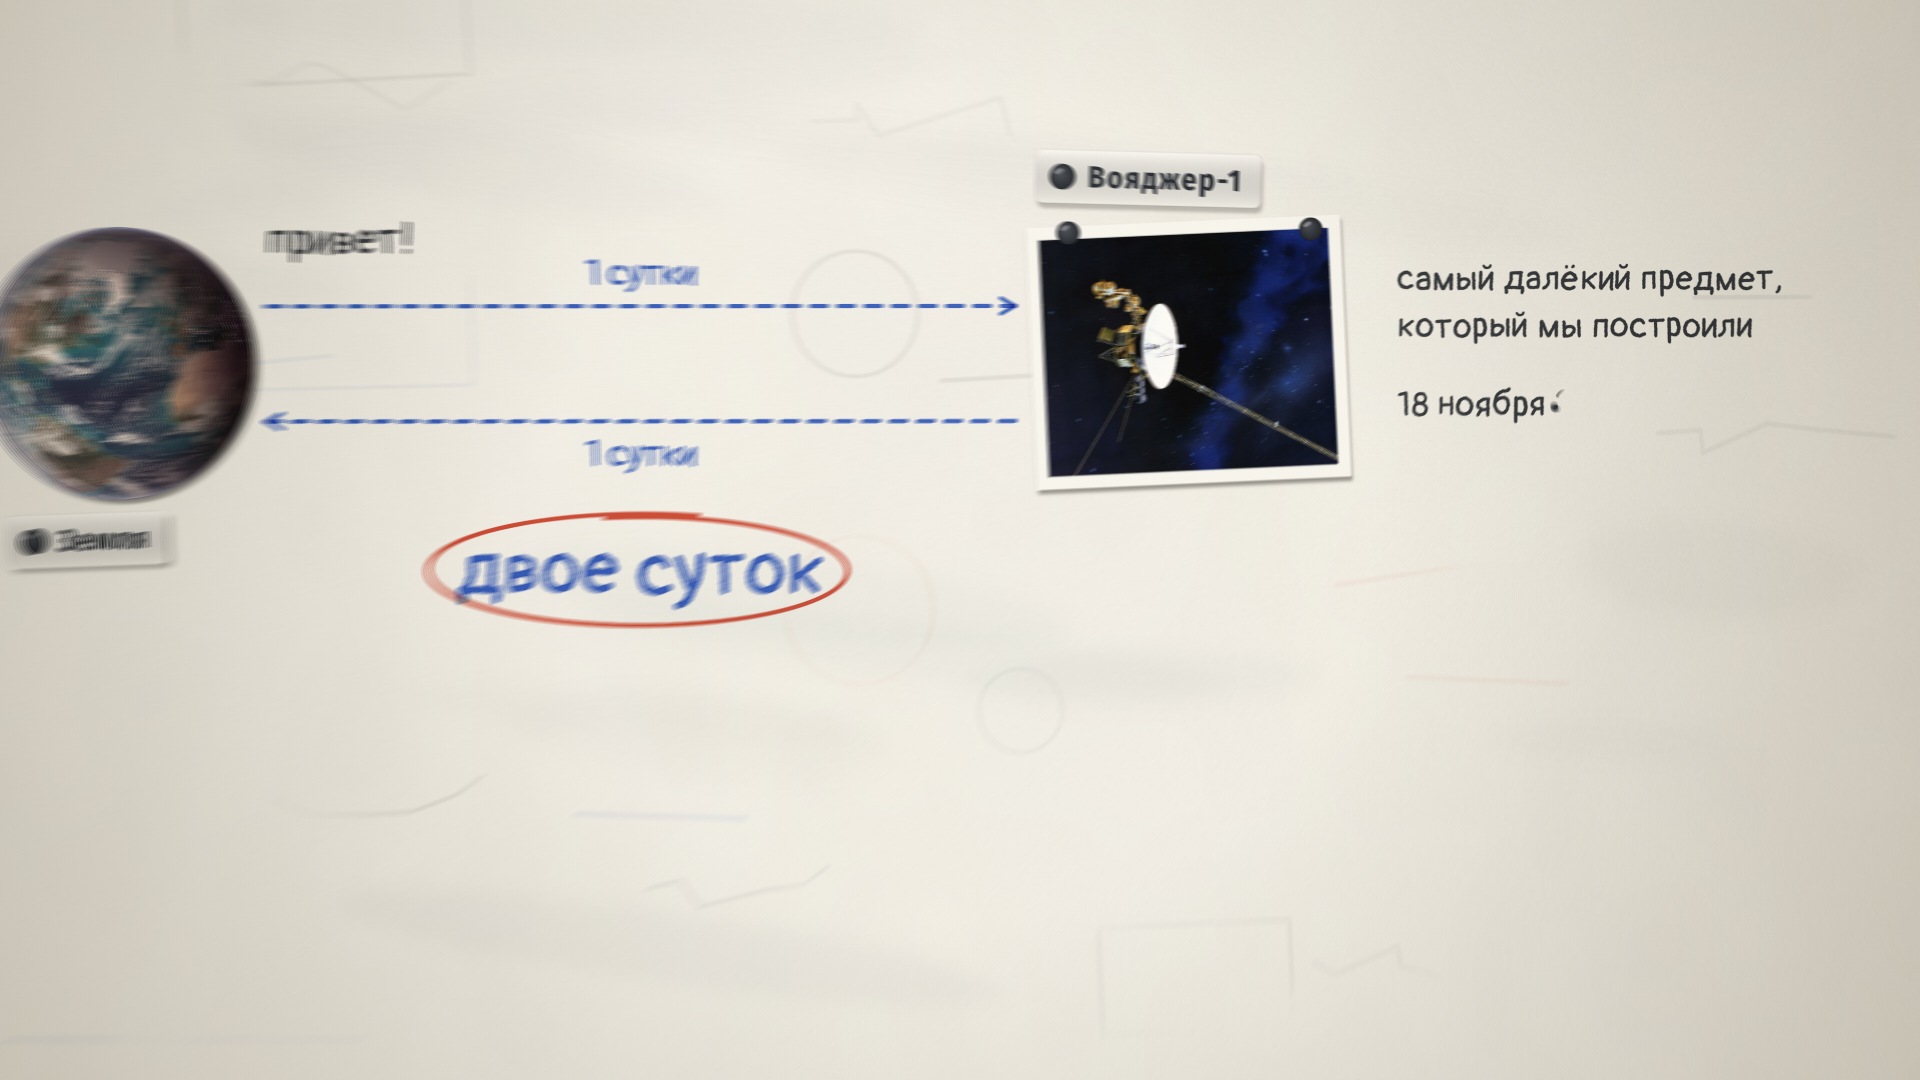 Вояджер-1
привет!
1 сутки
самый далёкий предмет,
который мы построили
18 ноября
1 сутки
Земля
двое суток